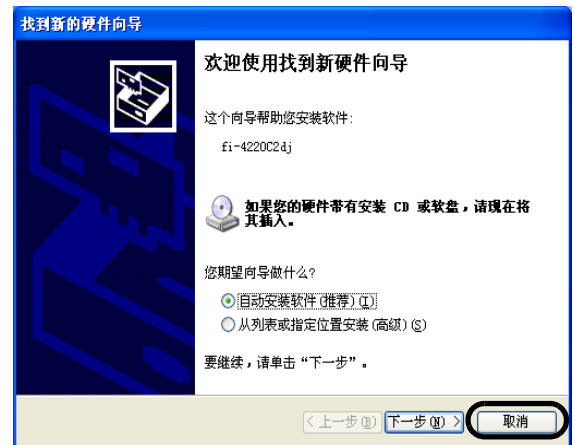 找到新的硬件向导
欢迎使用找到新硬件向导
这个向导帮助您安装软件:
fi-4220C2dj
如果您的硬件带有安装 CD 或软盘，请现在将
其插入。
您期望向导做什么?
自动安装软件(推荐)(I)
从列表或指定位置安装(高级)(S)
要继续，请单击“下一步”。
< 上一步(B) 下一步(N) > 取消